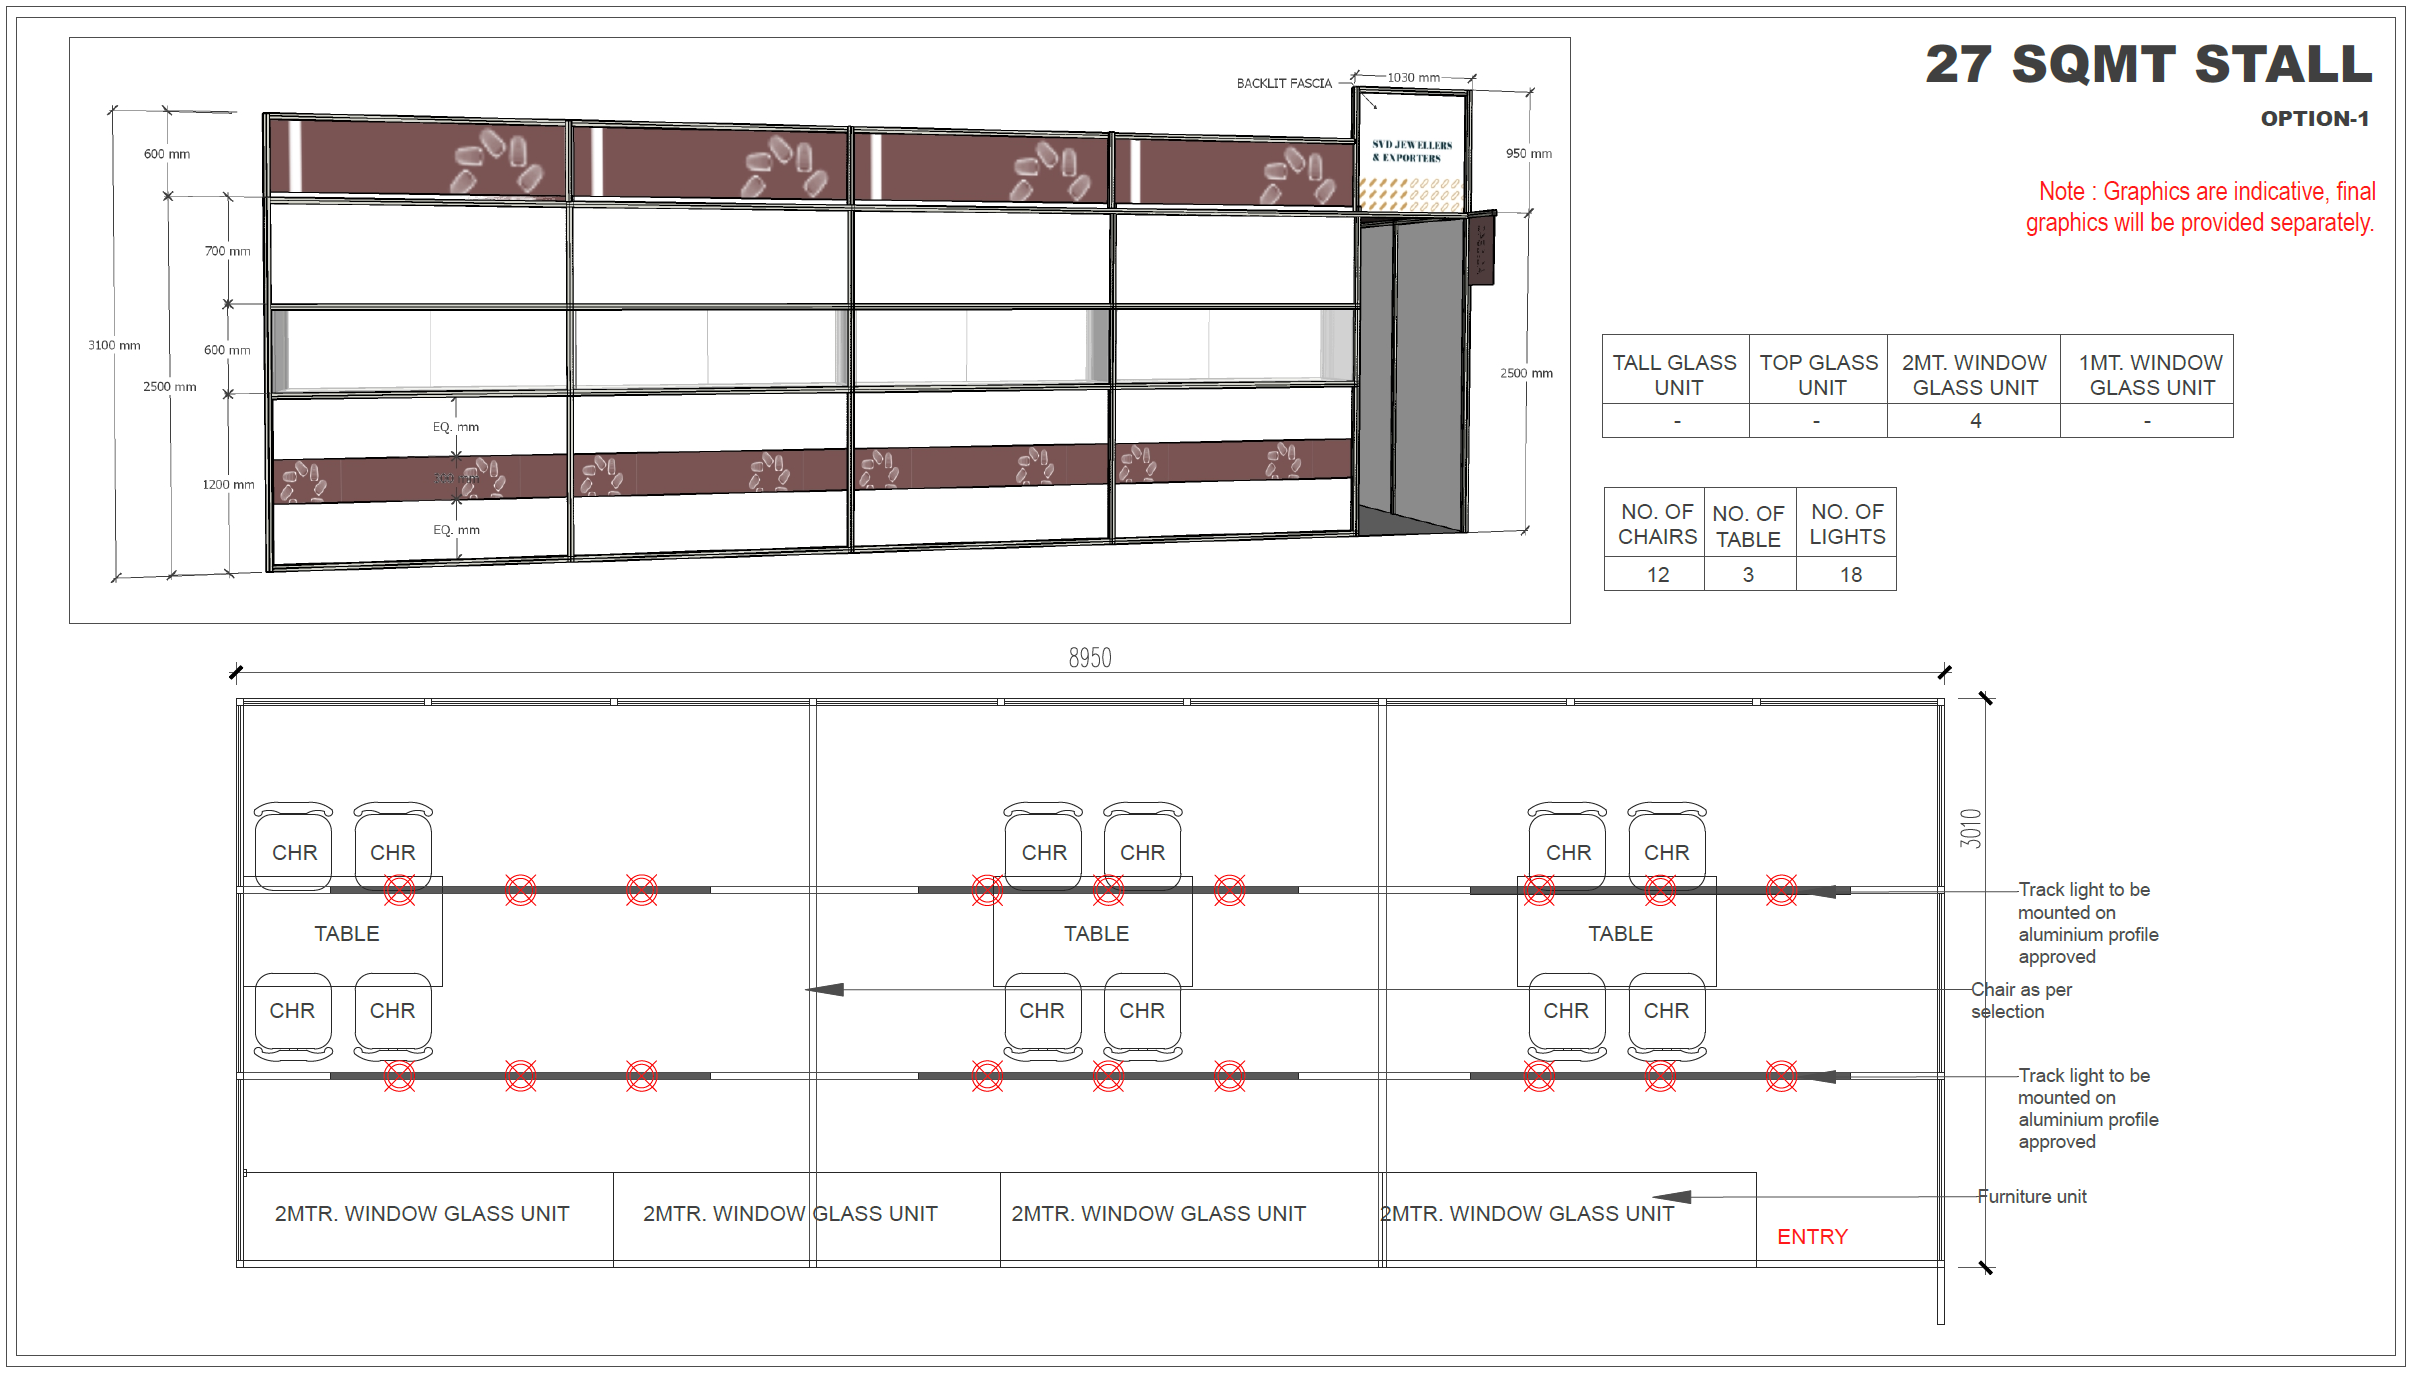 27 SQMT STALL
OPTION-1
Note : Graphics are indicative, final
graphics will be provided separately.
BACKLIT FASCIA
1030 mm
600 mm
950 mm
SVD JEWELLERS
& EXPORTERS
700 mm
3100 mm
600 mm
2500 mm
2500 mm
EQ. mm
1200 mm
EQ. mm
TALL GLASS
UNIT
TOP GLASS
UNIT
2MT. WINDOW
GLASS UNIT
1MT. WINDOW
GLASS UNIT
-
-
4
-
NO. OF
CHAIRS
NO. OF
TABLE
NO. OF
LIGHTS
12
3
18
8950
3010
CHR
CHR
CHR
CHR
CHR
CHR
TABLE
TABLE
TABLE
CHR
CHR
CHR
CHR
CHR
CHR
Track light to be
mounted on
aluminium profile
approved
Chair as per
selection
Track light to be
mounted on
aluminium profile
approved
Furniture unit
2MTR. WINDOW GLASS UNIT
2MTR. WINDOW GLASS UNIT
2MTR. WINDOW GLASS UNIT
2MTR. WINDOW GLASS UNIT
ENTRY